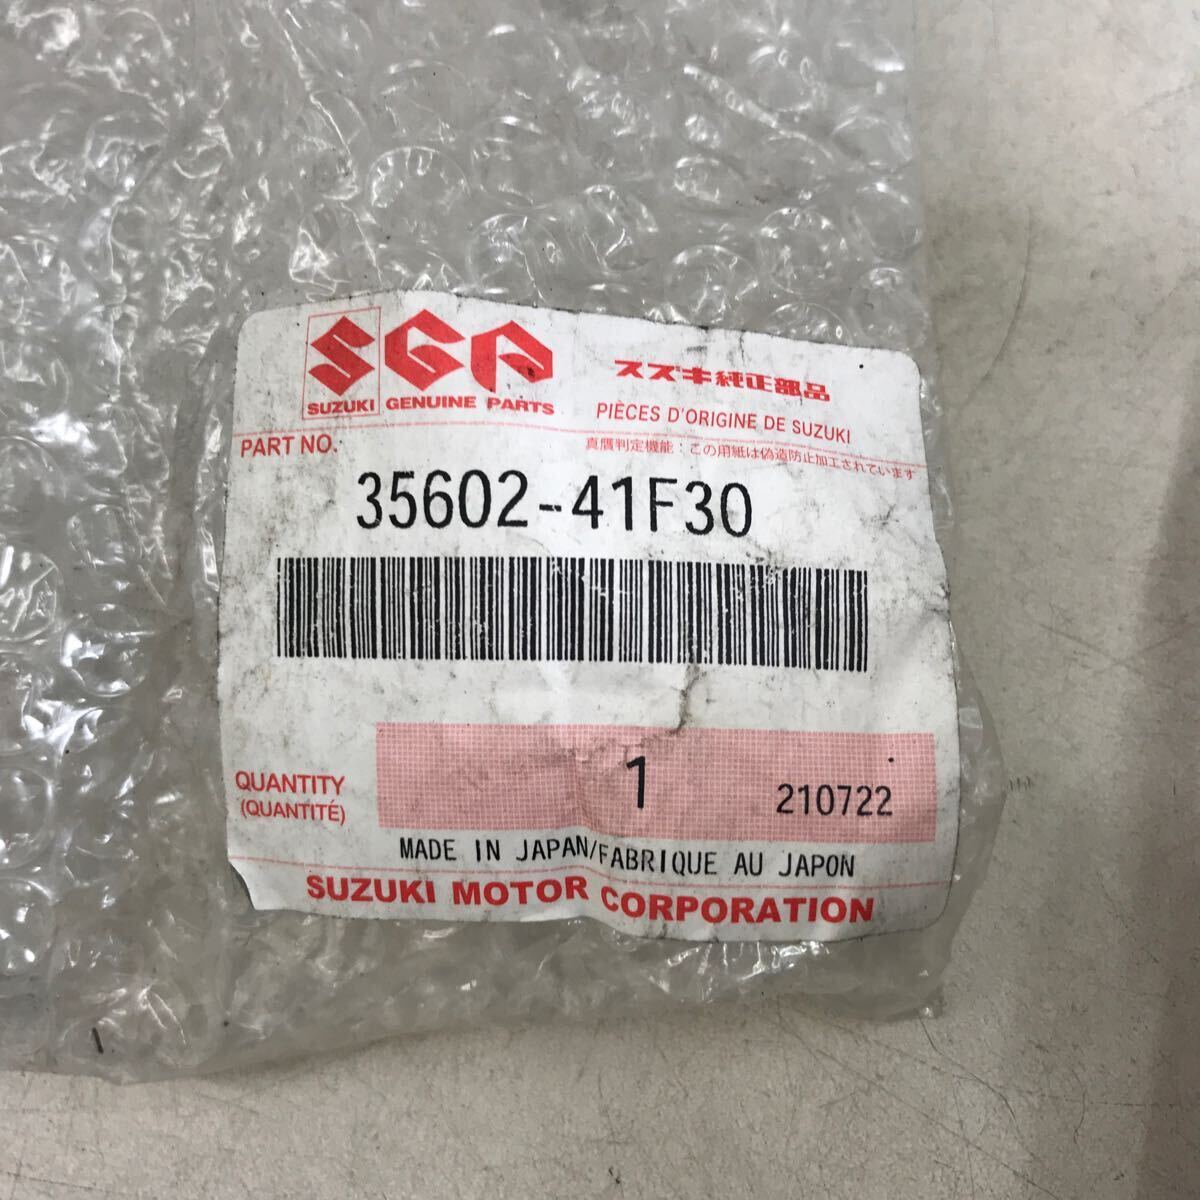 SGP
SUZUKI GENUINE PARTS
スズキ純正部品
PIÈCES D'ORIGINE DE SUZUKI
PART NO.
真贋判定機能：この用紙は偽造防止加工されています
35602-41F30
QUANTITY
(QUANTITÉ)
1
210722
MADE IN JAPAN/FABRIQUE AU JAPON
SUZUKI MOTOR CORPORATION